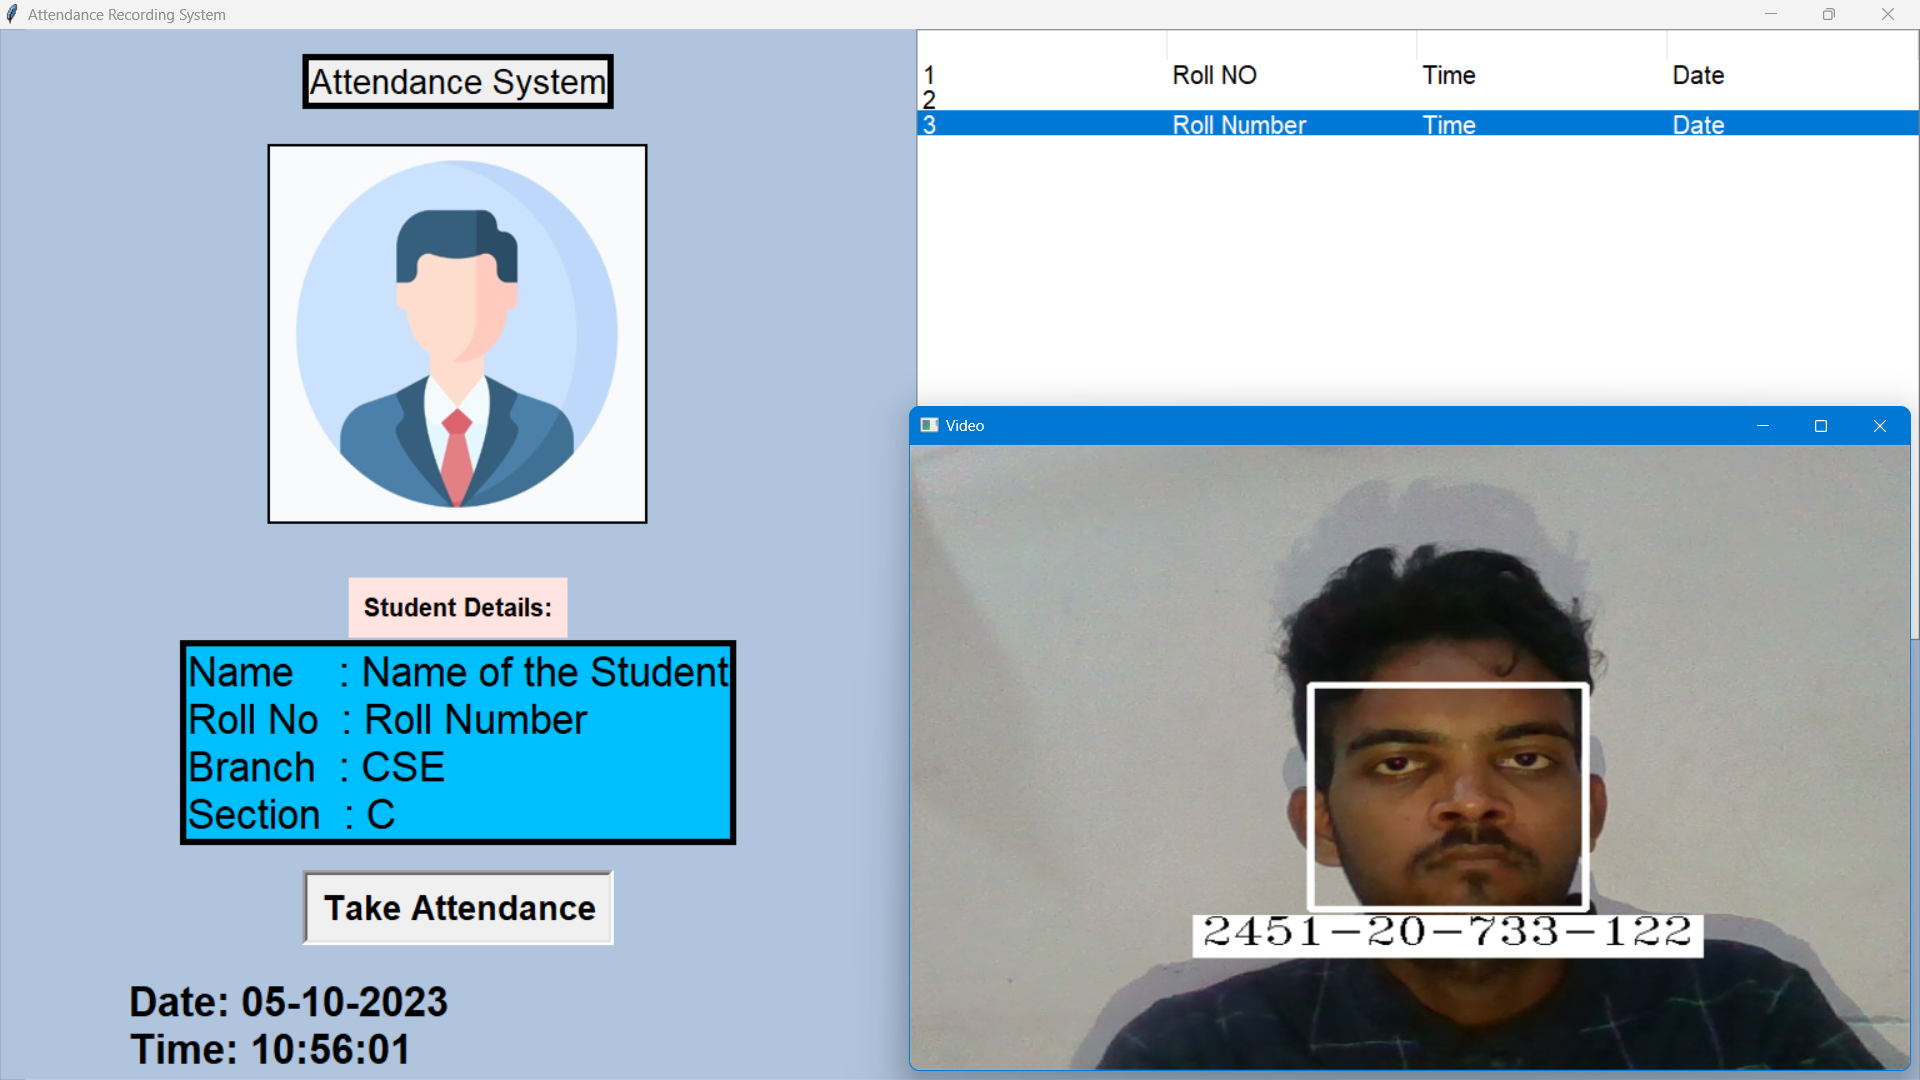 Attendance Recording System
Attendance System
Student Details:
Name : Name of the Student
Roll No : Roll Number
Branch : CSE
Section : C
Take Attendance
Date: 05-10-2023
Time: 10:56:01
1 Roll NO Time Date
2
3 Roll Number Time Date
Video
2451-20-733-122